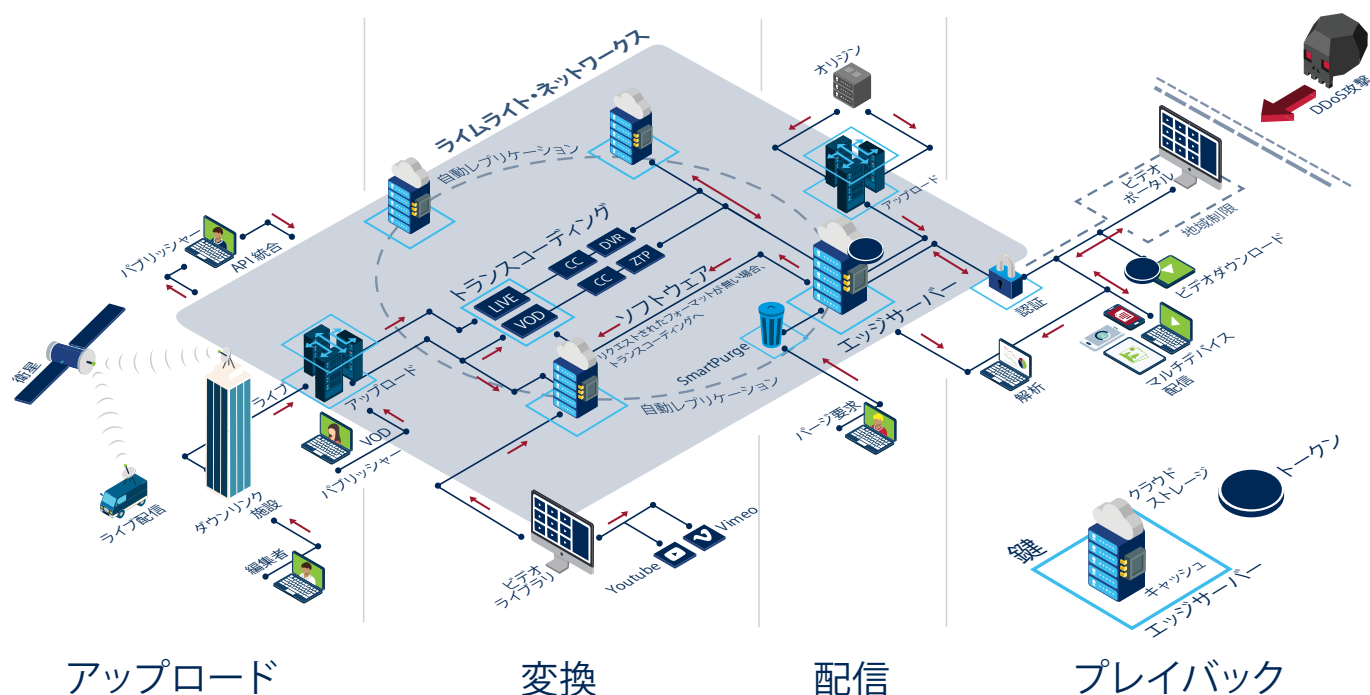 ライムライト・ネットワークス
自動レプリケーション
オリジン
アップロード
DDoS攻撃
ビデオ
ポータル
地域制限
パブリッシャー
API 統合
トランスコーディング
LIVE
CC
DVR
VOD
CC
ZTP
ソフトウェア
リクエストされたフォーマットが無い場合、
トランスコーディングへ
エッジサーバー
認証
ビデオダウンロード
マルチデバイス
配信
解析
SmartPurge
パージ要求
自動レプリケーション
衛星
ライブ配信
ダウンリンク
施設
ライブ
アップロード
VOD
パブリッシャー
編集者
ビデオ
ライブラリ
Youtube
Vimeo
鍵
クラウド
ストレージ
キャッシュ
エッジサーバー
トークン
アップロード
変換
配信
プレイバック